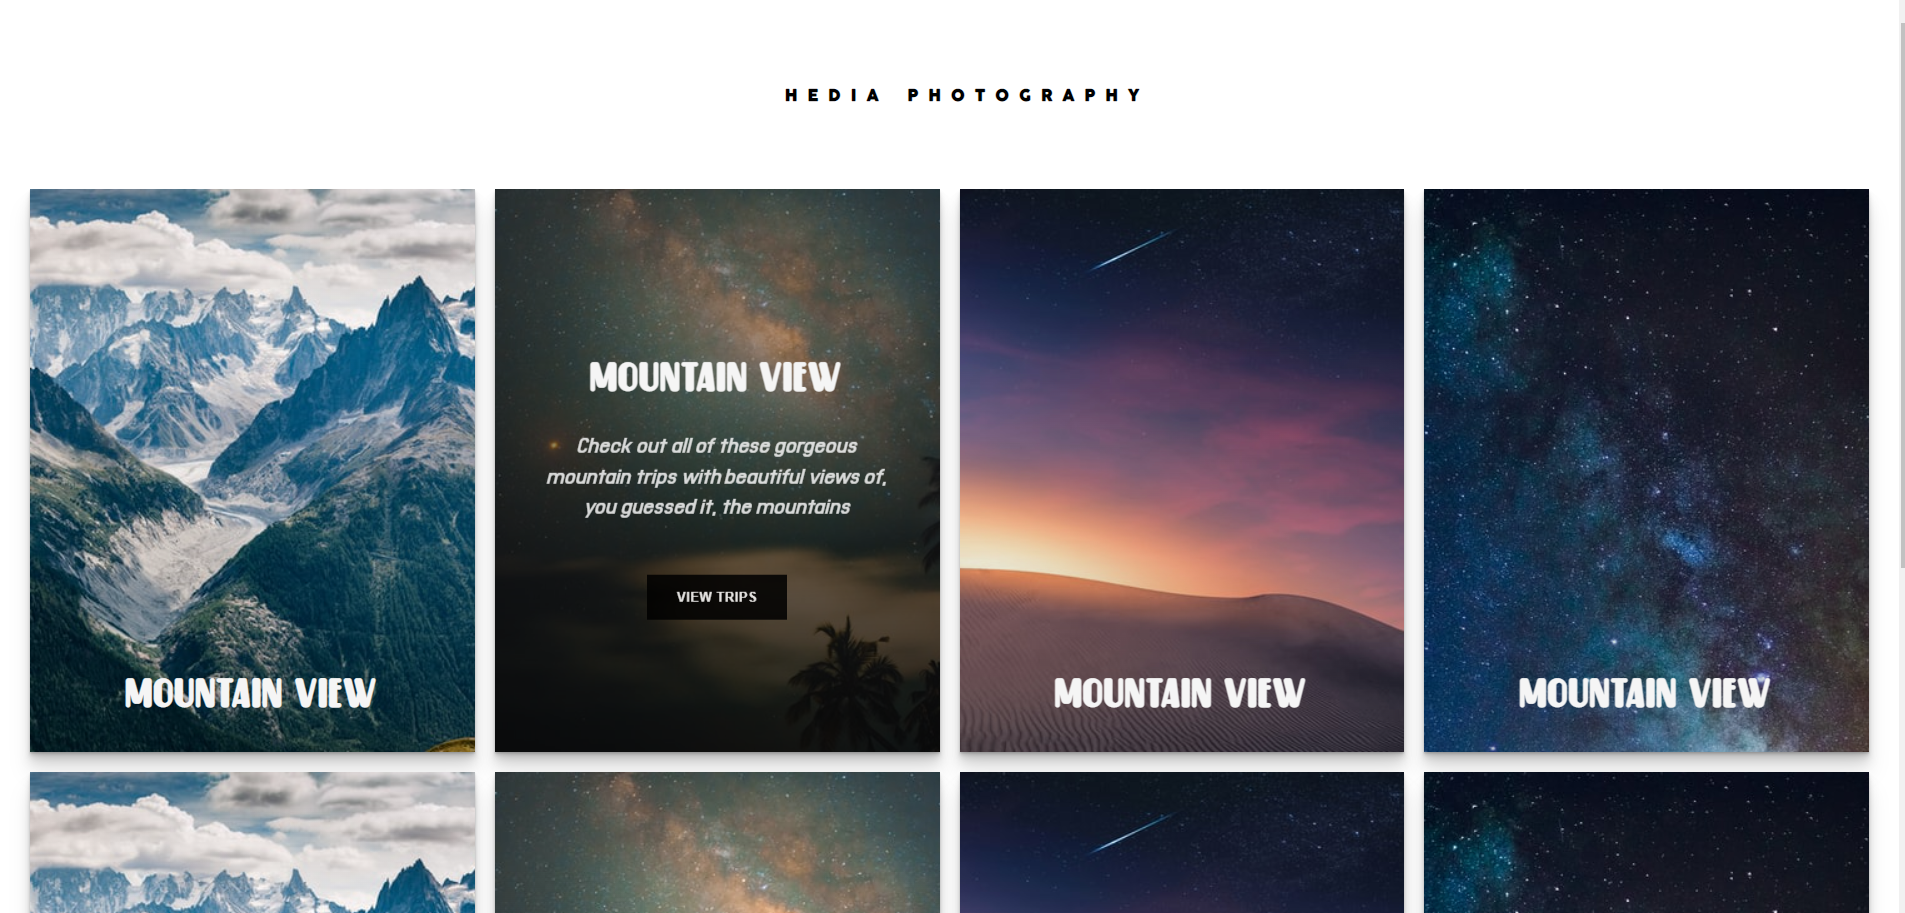 HEDIA PHOTOGRAPHY
MOUNTAIN VIEW
MOUNTAIN VIEW
Check out all of these gorgeous
mountain trips with beautiful views of,
you guessed it, the mountains
VIEW TRIPS
MOUNTAIN VIEW
MOUNTAIN VIEW